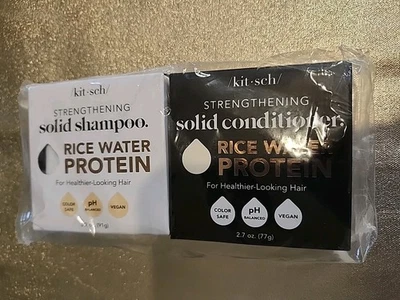 /kit•sch/
STRENGTHENING
solid shampoo.
RICE WATER
PROTEIN
For Healthier-Looking Hair
COLOR
SAFE
pH
BALANCED
VEGAN
/kit•sch/
STRENGTHENING
solid conditioner.
RICE WATER
PROTEIN
For Healthier-Looking Hair
COLOR
SAFE
pH
BALANCED
VEGAN
2.7 oz. (77g)